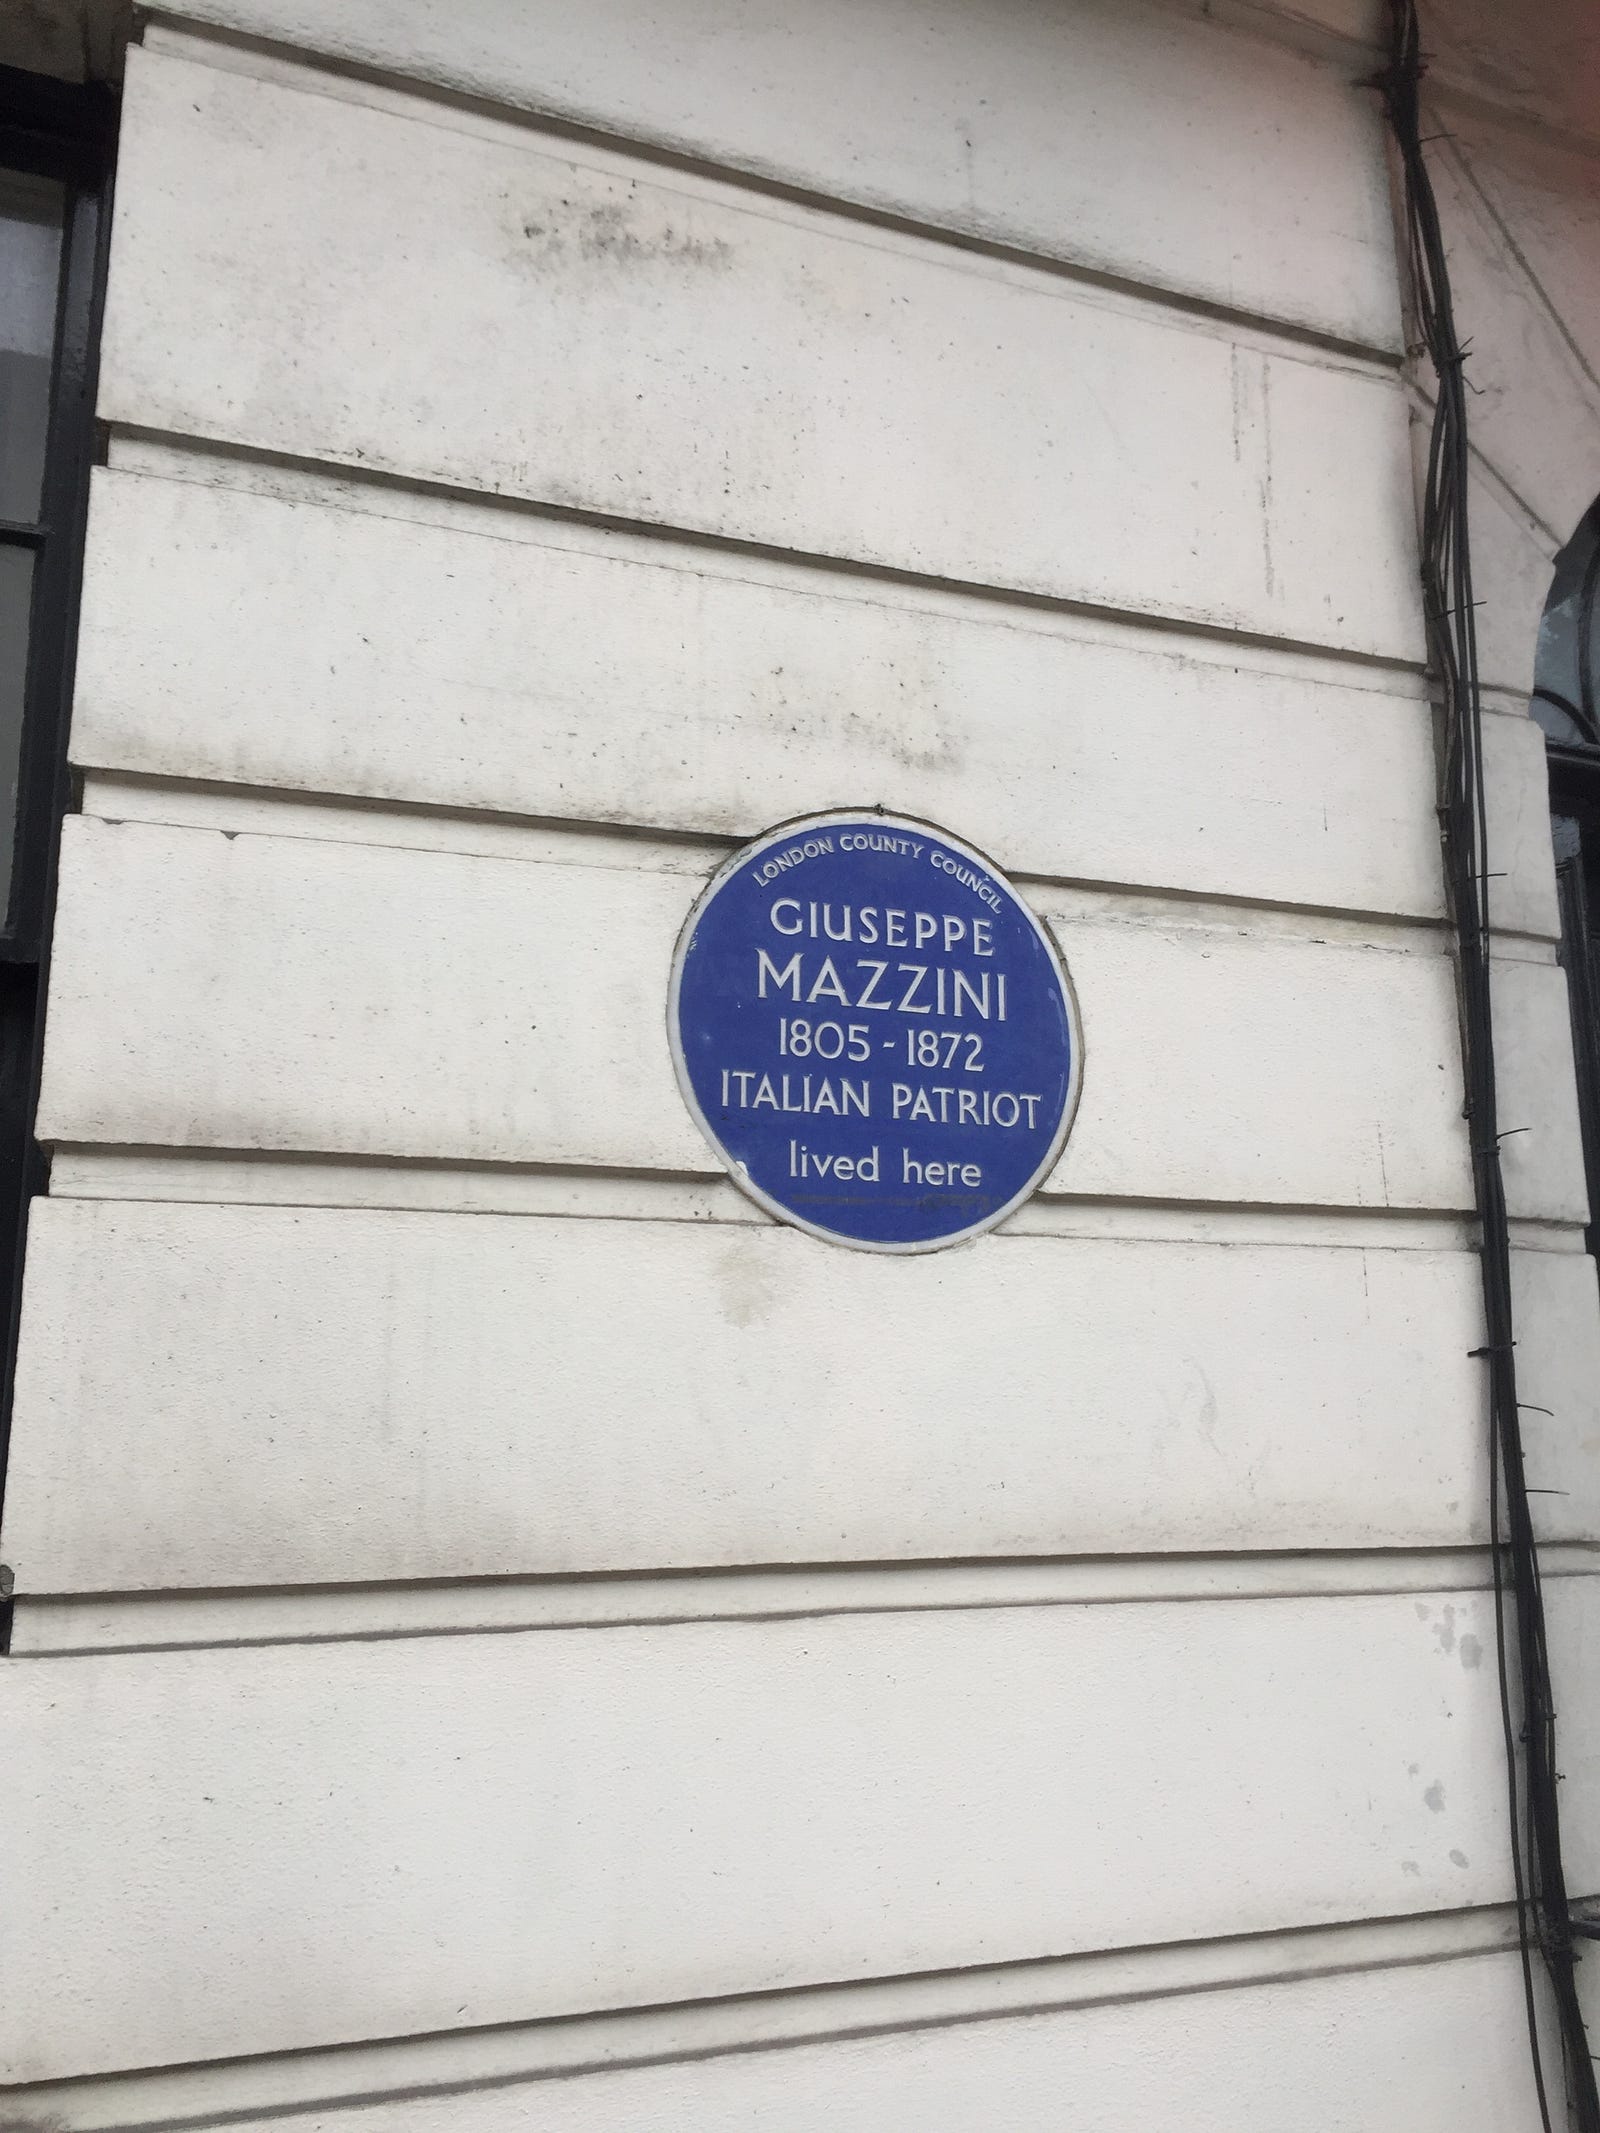 LONDON COUNTY COUNCIL
GIUSEPPE
MAZZINI
1805 - 1872
ITALIAN PATRIOT
lived here